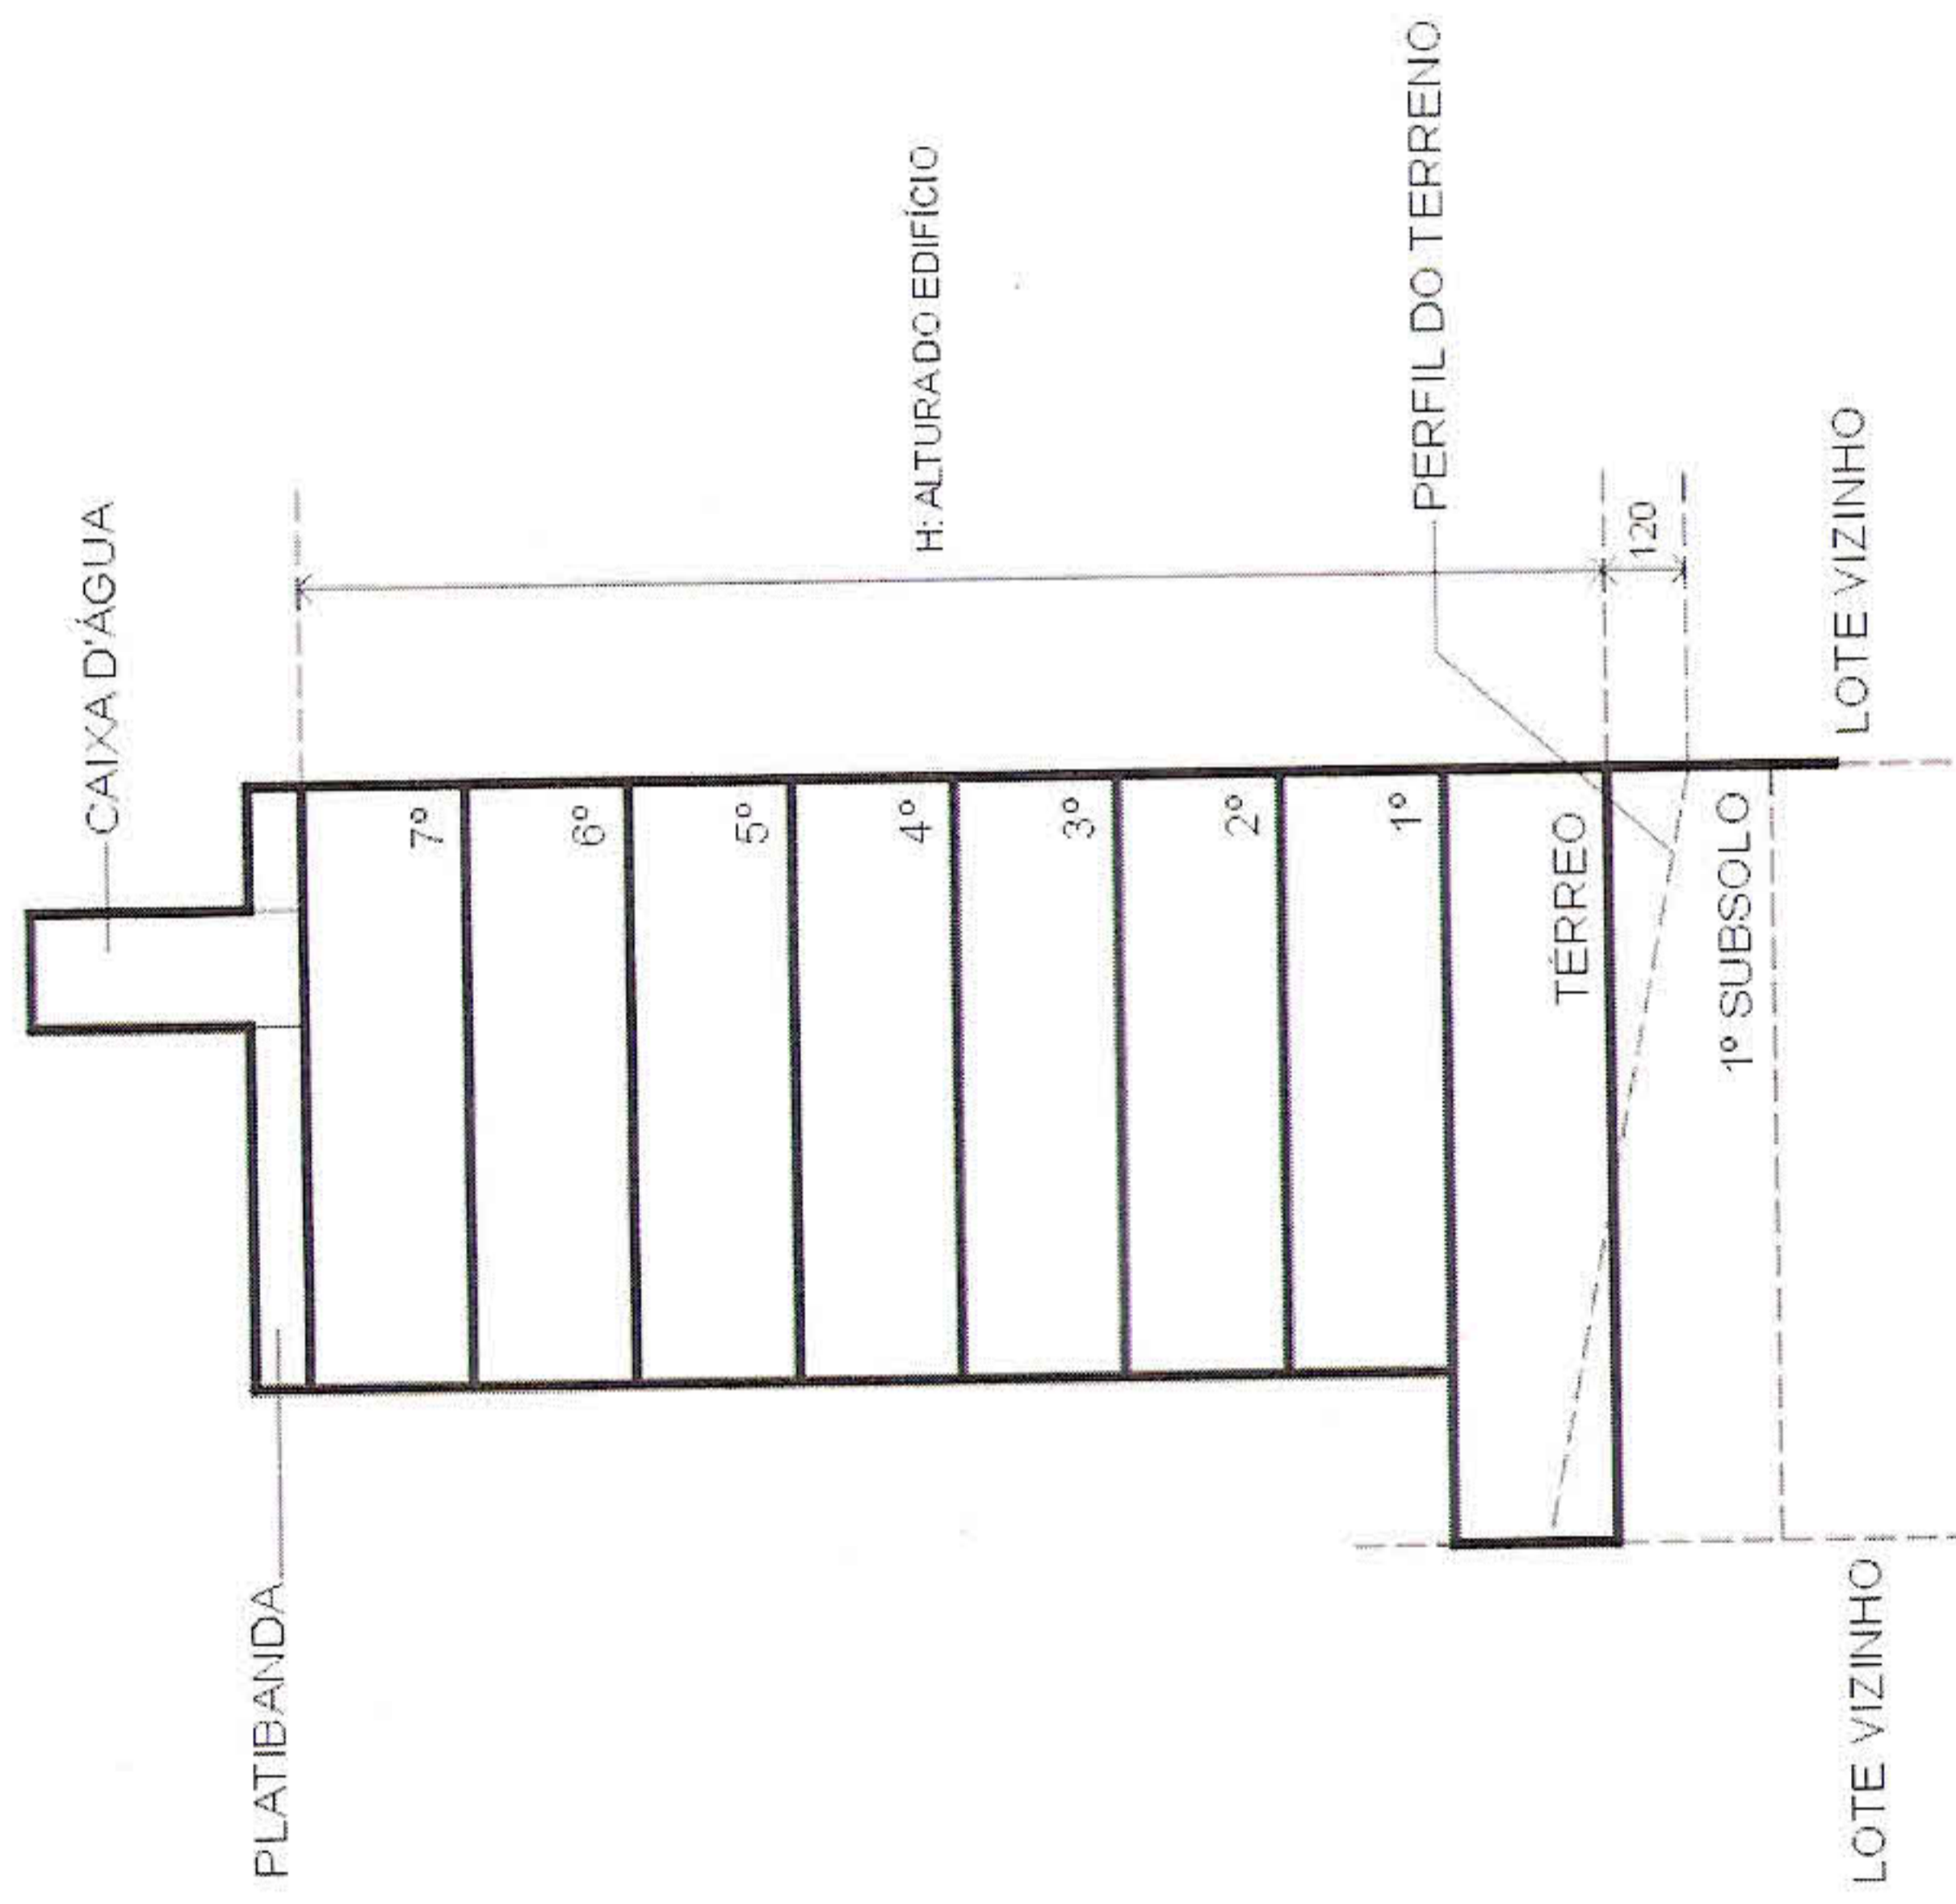 CAIXA D'ÁGUA
PLATIBANDA
7º
6º
5º
4º
3º
2º
1º
H: ALTURA DO EDIFÍCIO
TÉRREO
PERFIL DO TERRENO
120
1º SUBSOLO
LOTE VIZINHO
LOTE VIZINHO